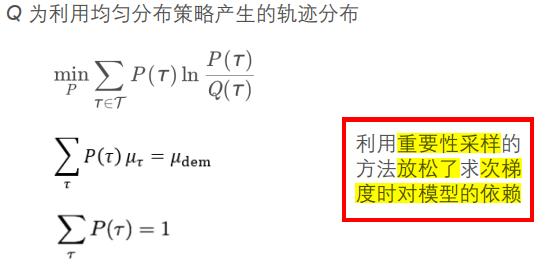 Q 为利用均匀分布策略产生的轨迹分布
min_P ∑_{τ∈𝒯} P(τ) ln P(τ)/Q(τ)
∑_τ P(τ) μ_τ = μ_dem
∑_τ P(τ) = 1
利用重要性采样的
方法放松了求次梯
度时对模型的依赖